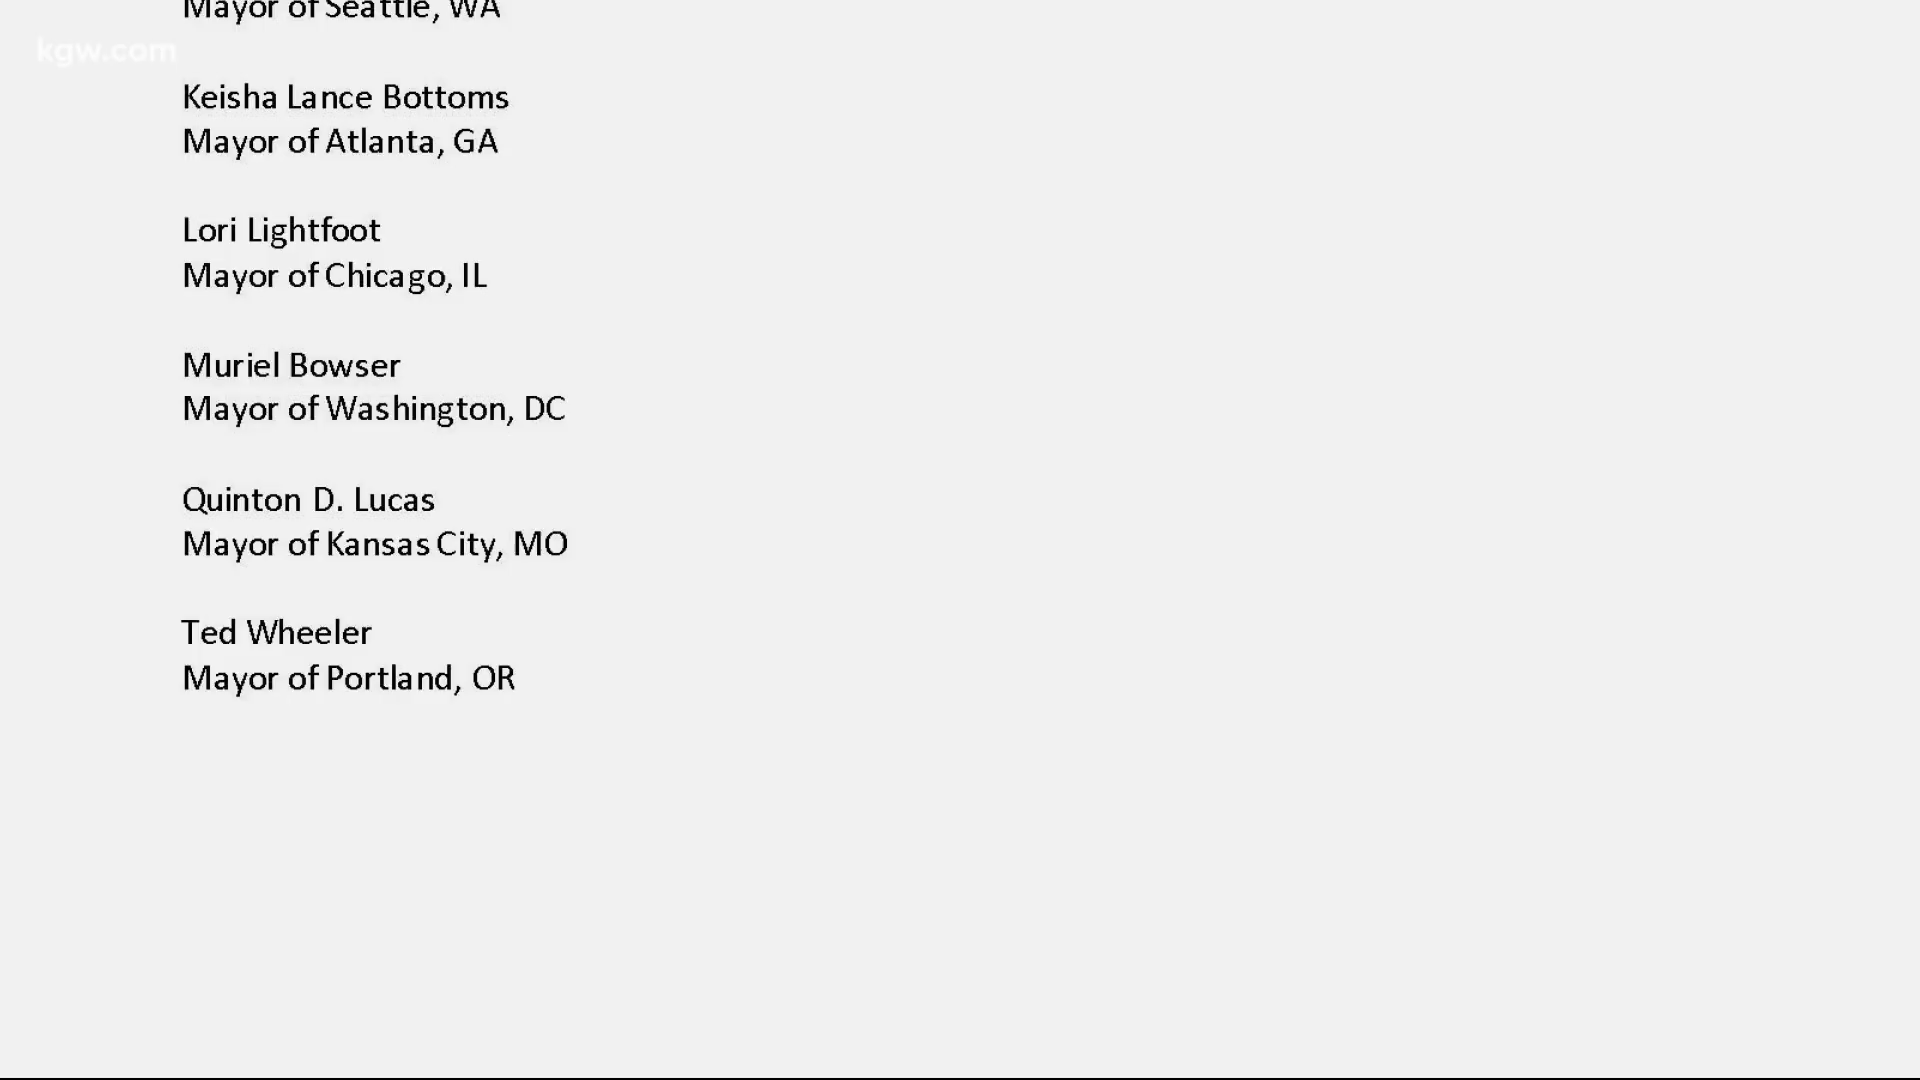 Mayor of Seattle, WA
kgw.com
Keisha Lance Bottoms
Mayor of Atlanta, GA
Lori Lightfoot
Mayor of Chicago, IL
Muriel Bowser
Mayor of Washington, DC
Quinton D. Lucas
Mayor of Kansas City, MO
Ted Wheeler
Mayor of Portland, OR